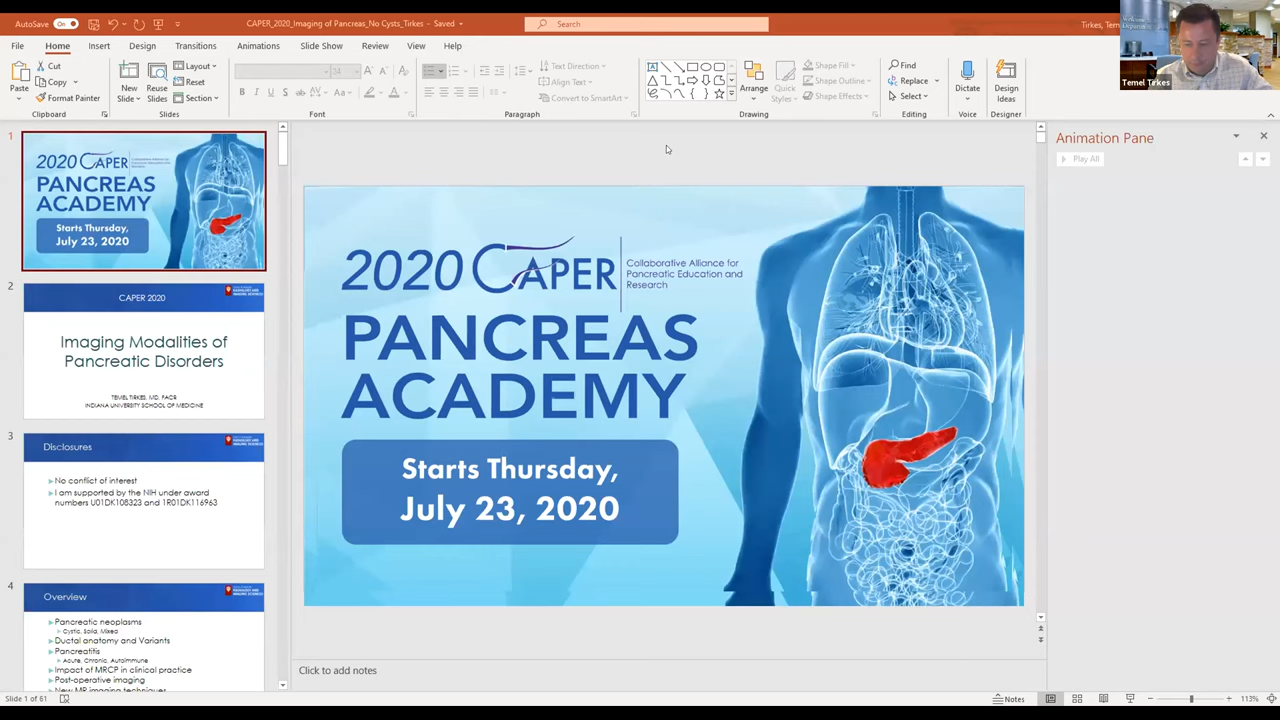 AutoSave
On
CAPER_2020_Imaging of Pancreas_No Cysts_Tirkes - Saved
Search
Tirkes, Tem
File
Home
Insert
Design
Transitions
Animations
Slide Show
Review
View
Help
Paste
Cut
Copy
Format Painter
Clipboard
New Slide
Reuse Slides
Layout
Reset
Section
Slides
24
Font
Text Direction
Align Text
Convert to SmartArt
Paragraph
Arrange
Quick Styles
Shape Fill
Shape Outline
Shape Effects
Drawing
Find
Replace
Select
Editing
Dictate
Voice
Design Ideas
Designer
Temel Tirkes
1
2020 CAPER
PANCREAS
ACADEMY
Starts Thursday,
July 23, 2020
2
CAPER 2020
Imaging Modalities of
Pancreatic Disorders
TEMEL TIRKES, MD, FACR
INDIANA UNIVERSITY SCHOOL OF MEDICINE
3
Disclosures
No conflict of interest
I am supported by the NIH under award
numbers U01DK108323 and 1R01DK116963
4
Overview
Pancreatic neoplasms
Cystic, Solid, Mixed
Ductal anatomy and Variants
Pancreatitis
Acute, Chronic, Autoimmune
Impact of MRCP in clinical practice
Post-operative imaging
New MR imaging techniques
2020 CAPER
Collaborative Alliance for
Pancreatic Education and
Research
PANCREAS
ACADEMY
Starts Thursday,
July 23, 2020
Animation Pane
Play All
Click to add notes
Slide 1 of 61
Notes
113%